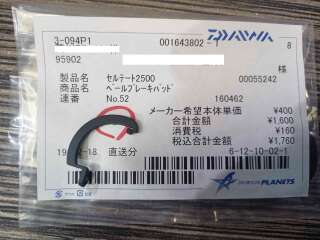 3-094P1 001643802-1 DAIWA 8
95902 様
製品名 セルテート2500 00055242
商品名 ベールブレーキパッド
連番 No.52 160462
メーカー希望本体単価 ¥400
合計金額 ¥1,600
消費税 ¥160
税込合計金額 ¥1,760
直送分 6-12-10-02-1
PLANETS